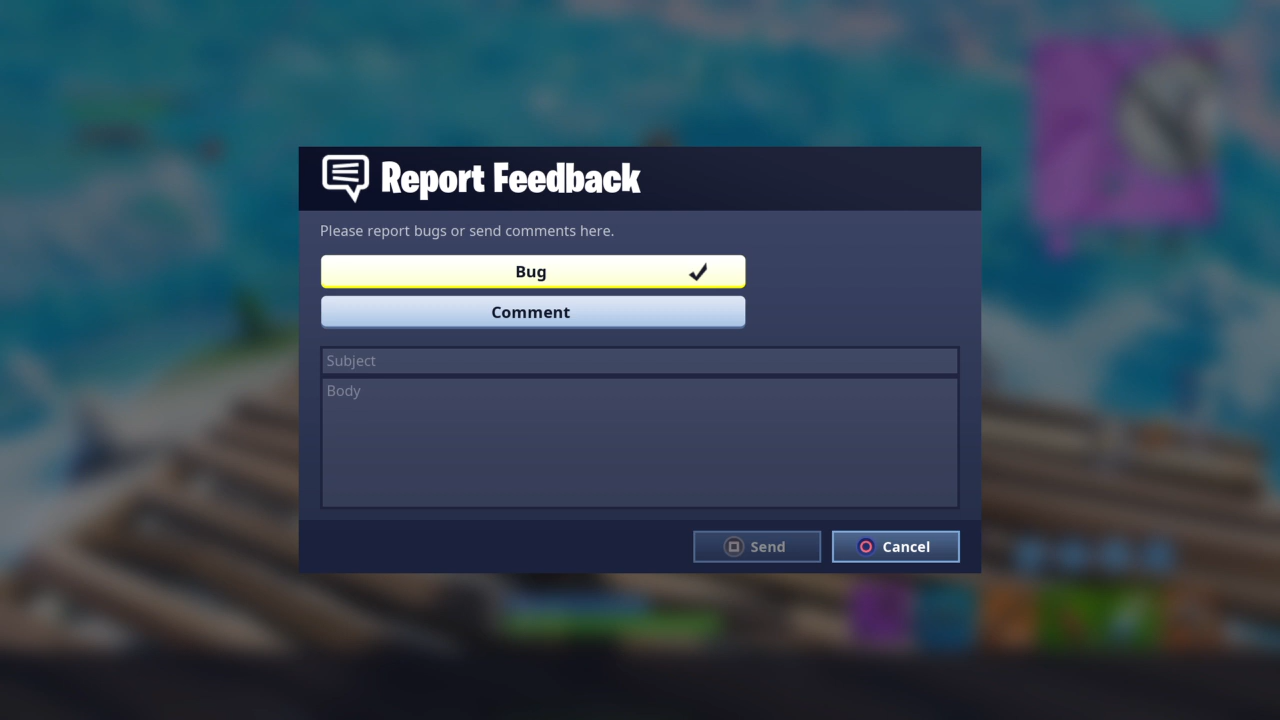 Report Feedback
Please report bugs or send comments here.
Bug
Comment
Subject
Body
Send
Cancel